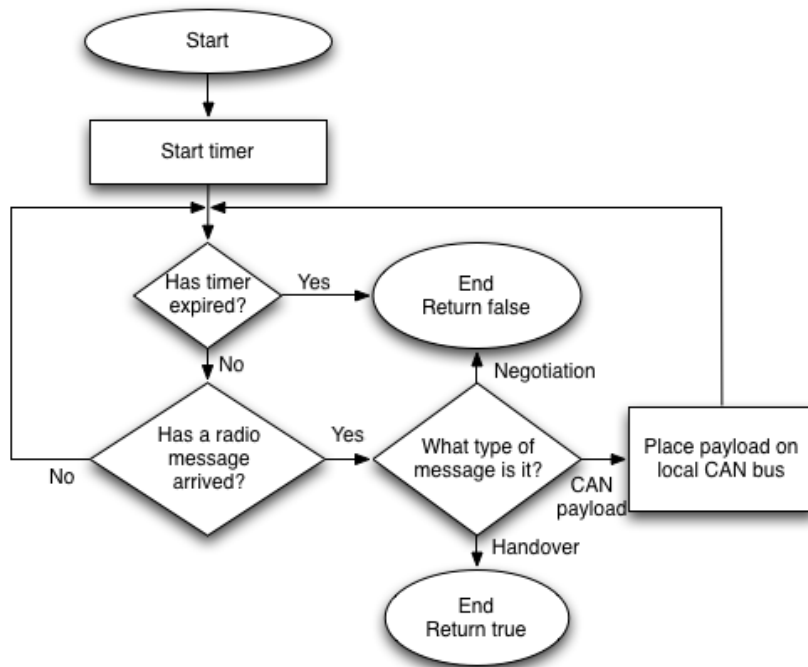 Start
Start timer
Has timer
expired?
Yes
End
Return false
No
Negotiation
Has a radio
message
arrived?
Yes
No
What type of
message is it?
CAN
payload
Place payload on
local CAN bus
Handover
End
Return true